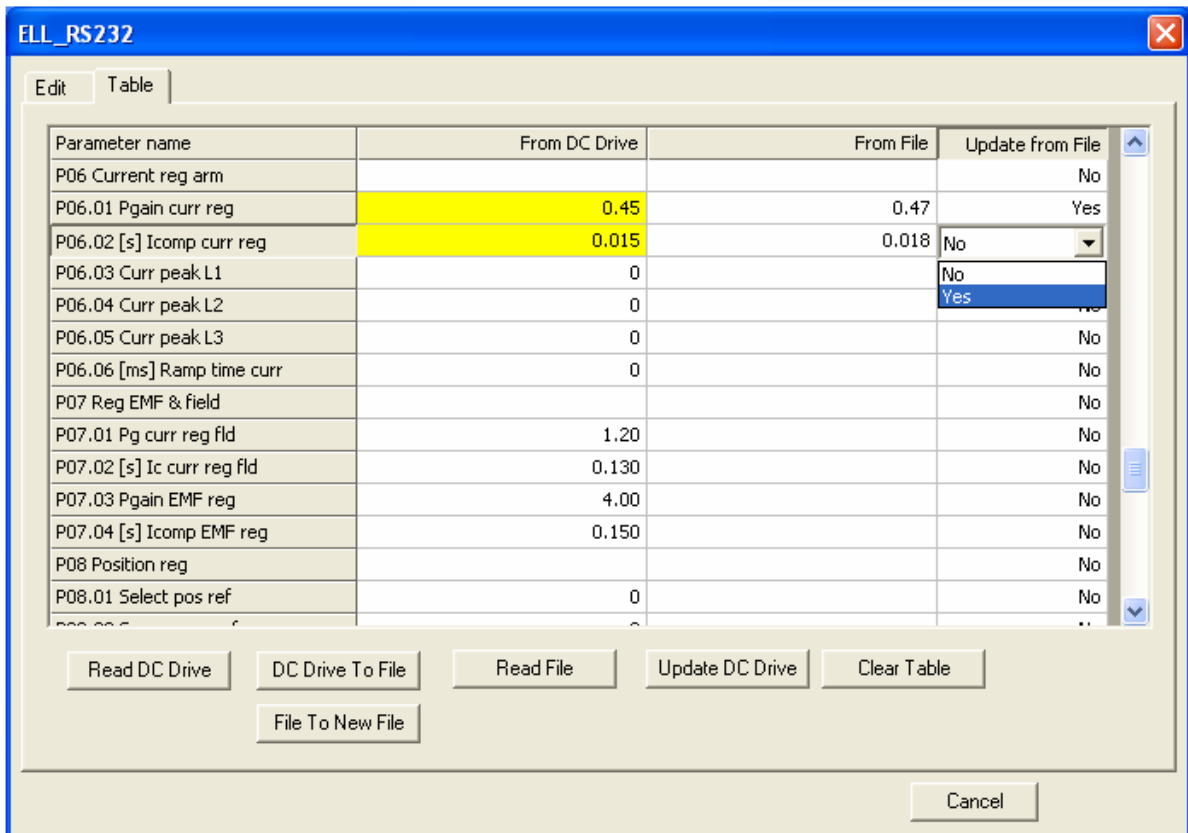 ELL_RS232
Edit Table
Parameter name From DC Drive From File Update from File
P06 Current reg arm No
P06.01 Pgain curr reg 0.45 0.47 Yes
P06.02 [s] Icomp curr reg 0.015 0.018 No
P06.03 Curr peak L1 0 No
P06.04 Curr peak L2 0 Yes
P06.05 Curr peak L3 0 No
P06.06 [ms] Ramp time curr 0 No
P07 Reg EMF & field No
P07.01 Pg curr reg fld 1.20 No
P07.02 [s] Ic curr reg fld 0.130 No
P07.03 Pgain EMF reg 4.00 No
P07.04 [s] Icomp EMF reg 0.150 No
P08 Position reg No
P08.01 Select pos ref 0 No
Read DC Drive DC Drive To File Read File Update DC Drive Clear Table
File To New File
Cancel